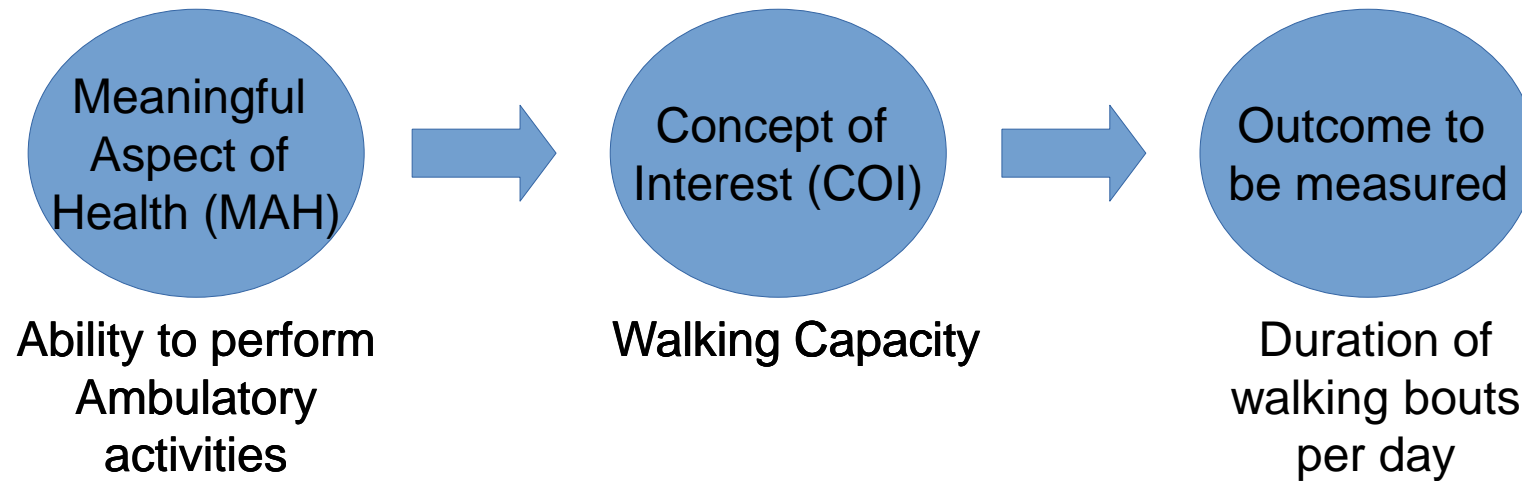 Meaningful
Aspect of
Health (MAH)
Concept of
Interest (COI)
Outcome to
be measured
Ability to perform
Ambulatory
activities
Walking Capacity
Duration of
walking bouts
per day